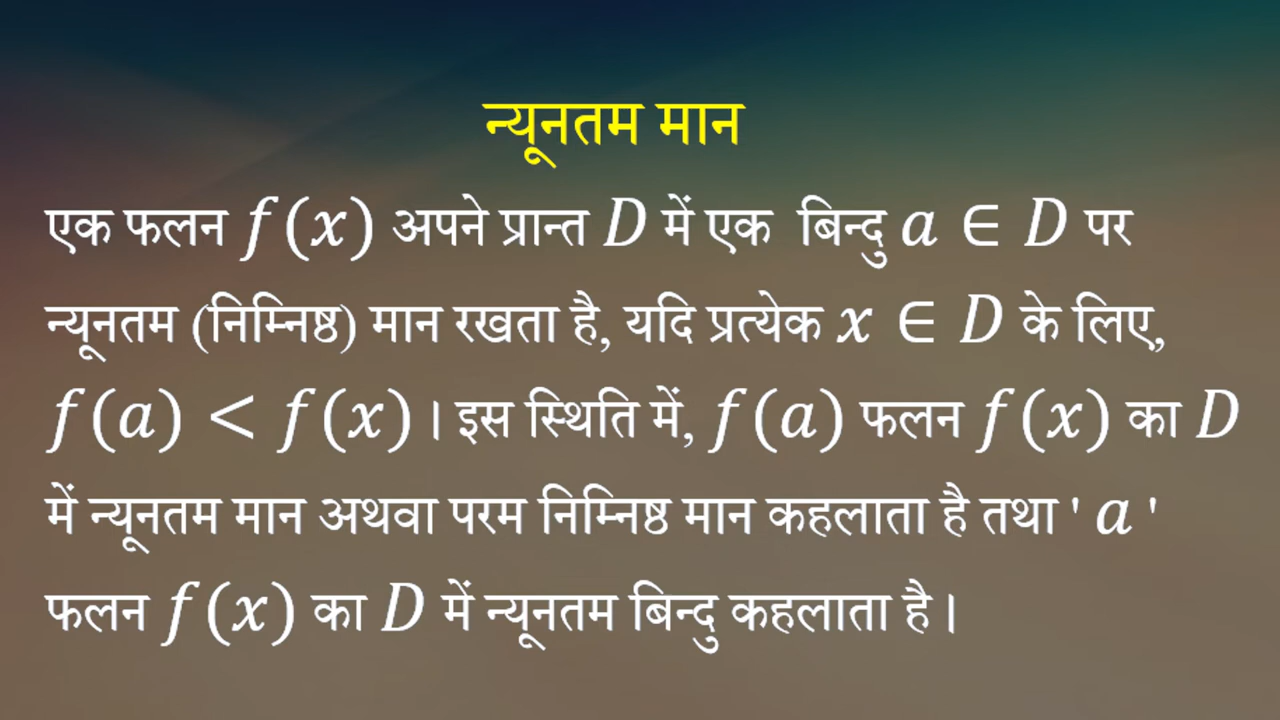 न्यूनतम मान
एक फलन f(x) अपने प्रान्त D में एक बिन्दु a ∈ D पर
न्यूनतम (निम्निष्ठ) मान रखता है, यदि प्रत्येक x ∈ D के लिए,
f(a) < f(x) । इस स्थिति में, f(a) फलन f(x) का D
में न्यूनतम मान अथवा परम निम्निष्ठ मान कहलाता है तथा ' a '
फलन f(x) का D में न्यूनतम बिन्दु कहलाता है।